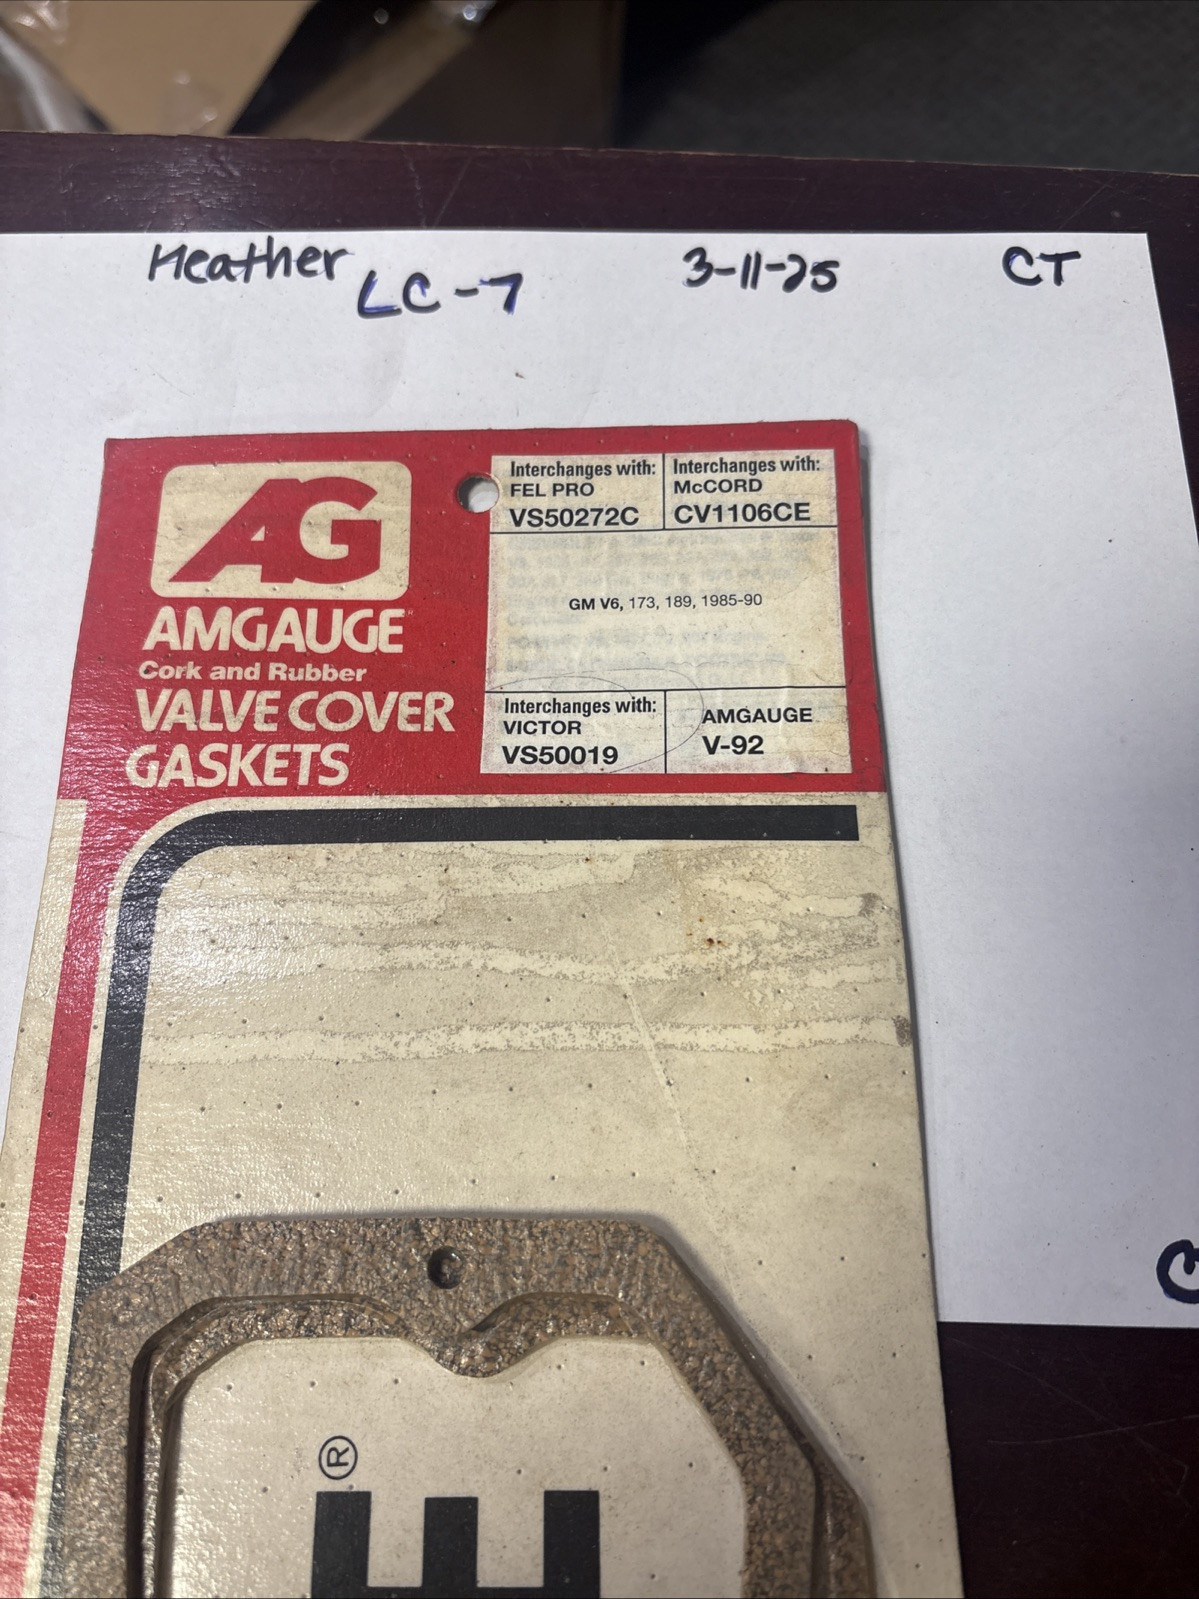 Heather LC-7 3-11-25 CT
AG
AMGAUGE
Cork and Rubber
VALVE COVER
GASKETS
Interchanges with:
FEL PRO
VS50272C
Interchanges with:
McCORD
CV1106CE
GM V6, 173, 189, 1985-90
Interchanges with:
VICTOR
VS50019
AMGAUGE
V-92
®
E